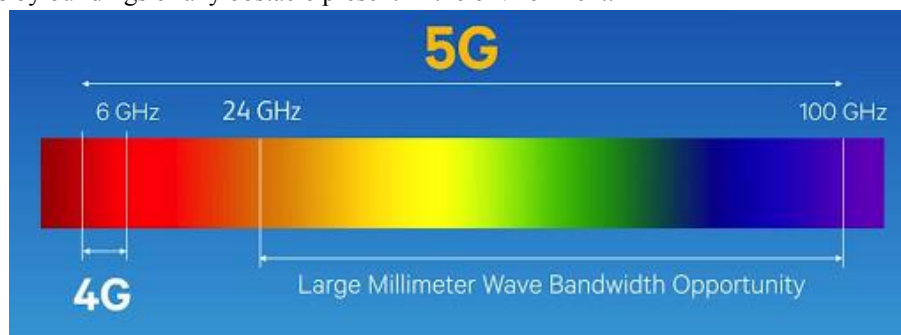 5G
6 GHz
24 GHz
100 GHz
4G
Large Millimeter Wave Bandwidth Opportunity